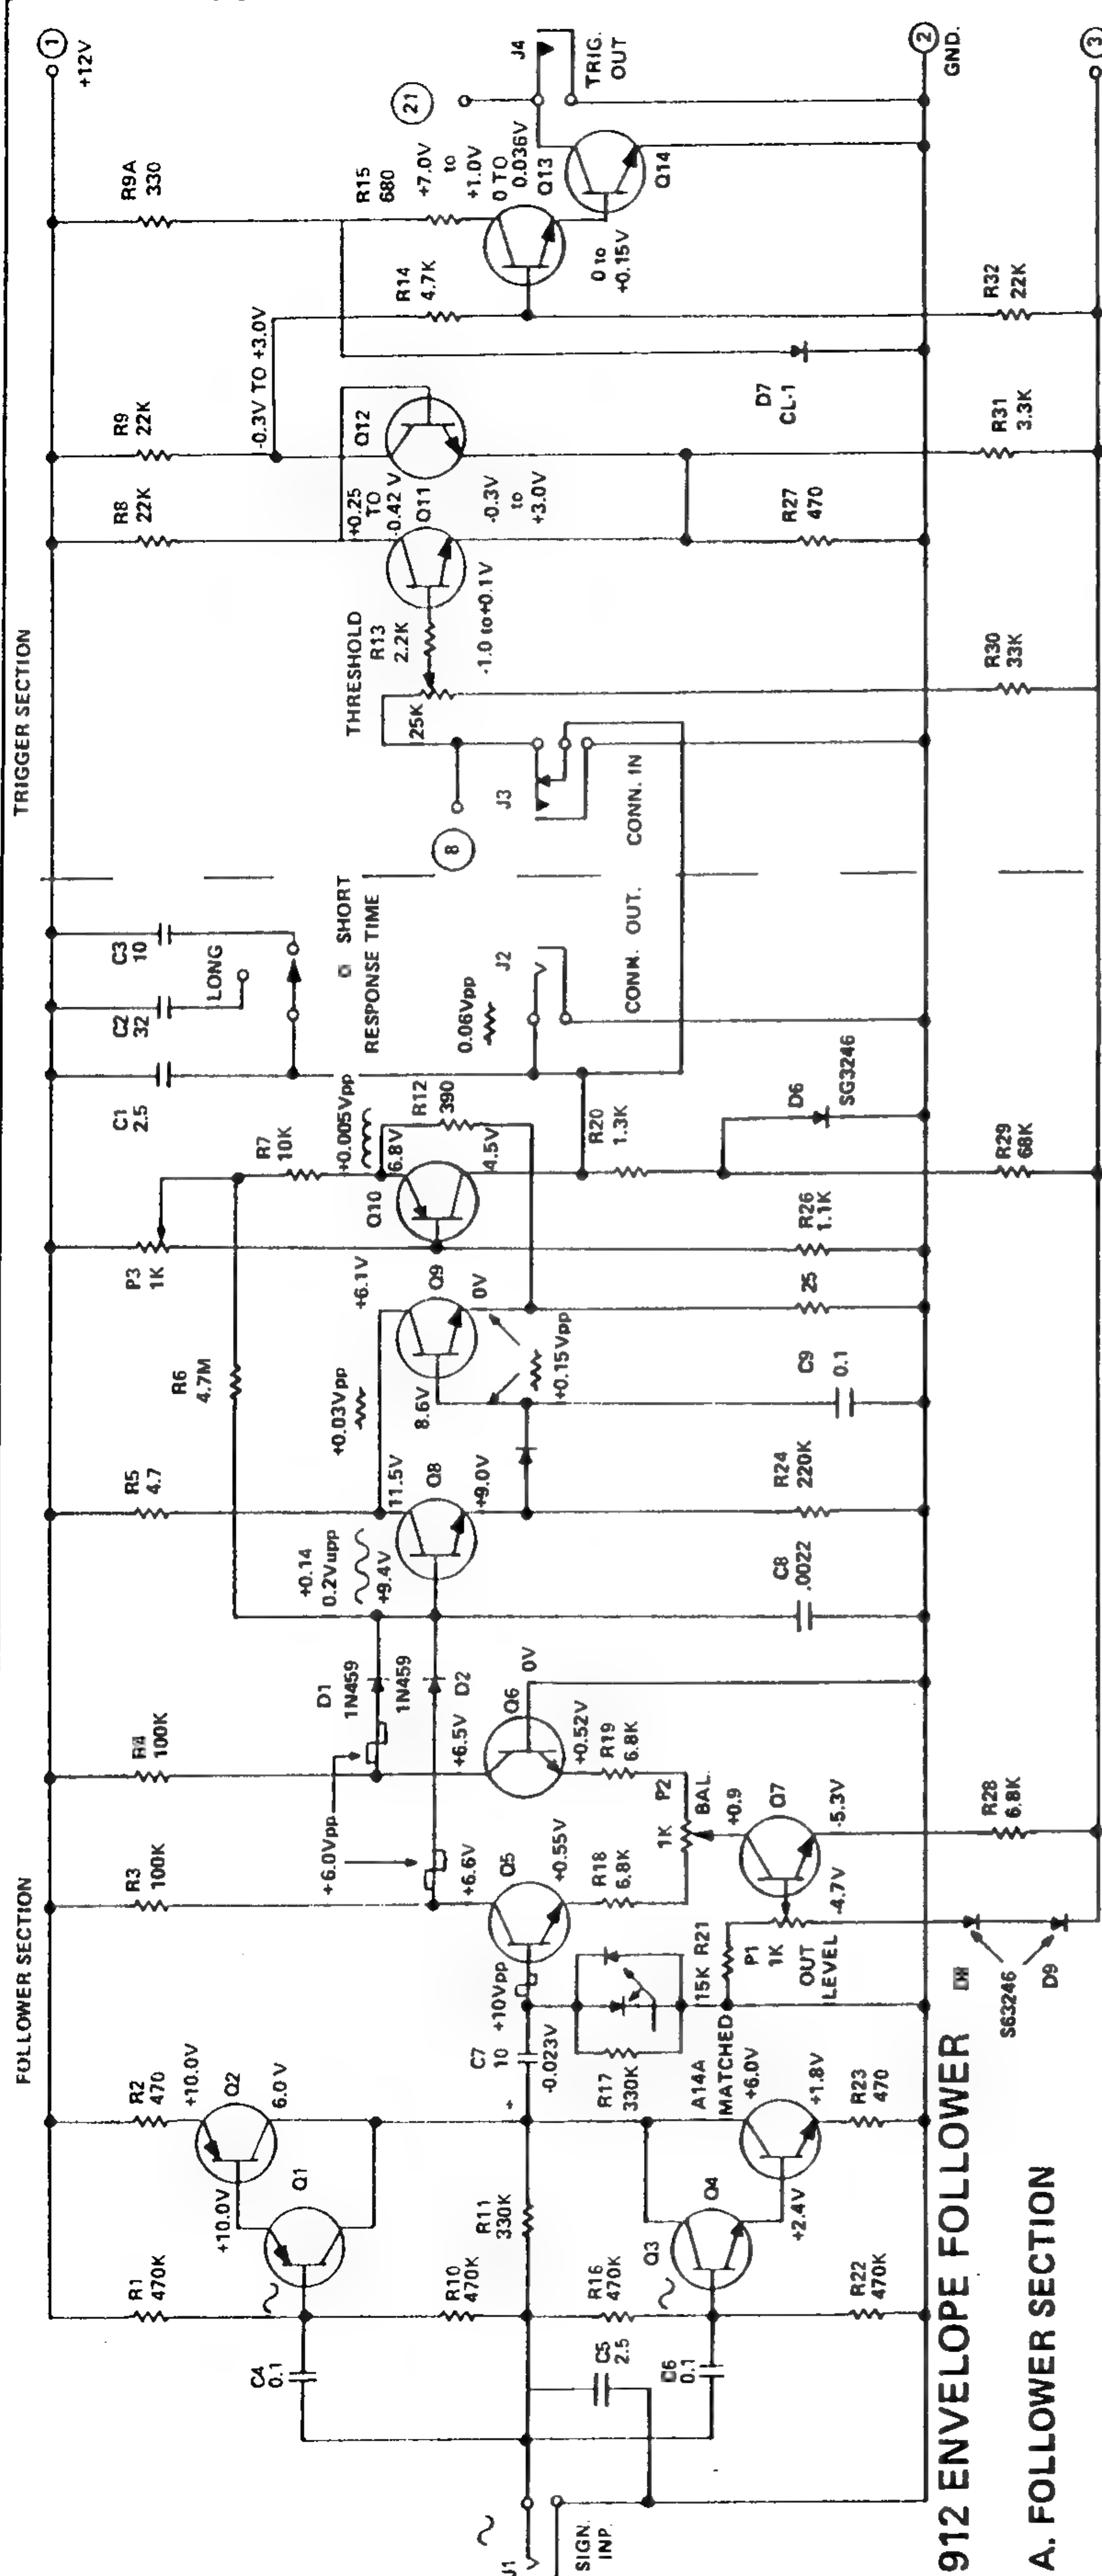 FOLLOWER SECTION
TRIGGER SECTION
1
+12V
R1
470K
R2
470
+10.0V
Q2
6.0 V
+10.0V
Q1
C4
0.1
R10
470K
R11
330K
+
C7
10
+10Vpp
-0.023V
J1
SIGN.
INP.
C5
2.5
R16
470K
C6
0.1
Q3
Q4
+2.4V
R22
470K
R23
470
+1.8V
+6.0V
A14A
MATCHED
R17
330K
15K R21
P1
1K
OUT
LEVEL
-4.7V
S63246
D9
R3
100K
R4
100K
+6.0Vpp
D1
1N459
1N459
D2
+6.6V
Q5
+0.55V
R18
6.8K
+6.5V
Q6
0V
+0.52V
R19
6.8K
P2
1K
BAL.
+0.9
Q7
-5.3V
R28
6.8K
R5
4.7
R6
4.7M
+0.14
0.2Vupp
+9.4V
11.5V
Q8
+9.0V
C8
.0022
R24
220K
+0.03Vpp
8.6V
Q9
0V
+0.15Vpp
C9
0.1
25
+6.1V
P3
1K
R7
10K
+0.005Vpp
6.8V
Q10
4.5V
R12
390
R20
1.3K
R26
1.1K
D6
SG3246
R29
68K
C1
2.5
C2
32
C3
10
LONG
SHORT
RESPONSE TIME
0.06Vpp
J2
CONN. OUT.
CONN. IN
J3
8
THRESHOLD
R13
2.2K
25K
-1.0 to+0.1V
R30
33K
R8
22K
R9
22K
+0.25
TO
-0.42 V
Q11
Q12
-0.3V TO +3.0V
-0.3V
to
+3.0V
R27
470
R31
3.3K
D7
CL-1
R14
4.7K
R9A
330
R15
680
+7.0V
to
+1.0V
0 TO
0.036V
Q13
0 to
+0.15V
Q14
R32
22K
21
J4
TRIG.
OUT
2
GND.
3
912 ENVELOPE FOLLOWER
A. FOLLOWER SECTION